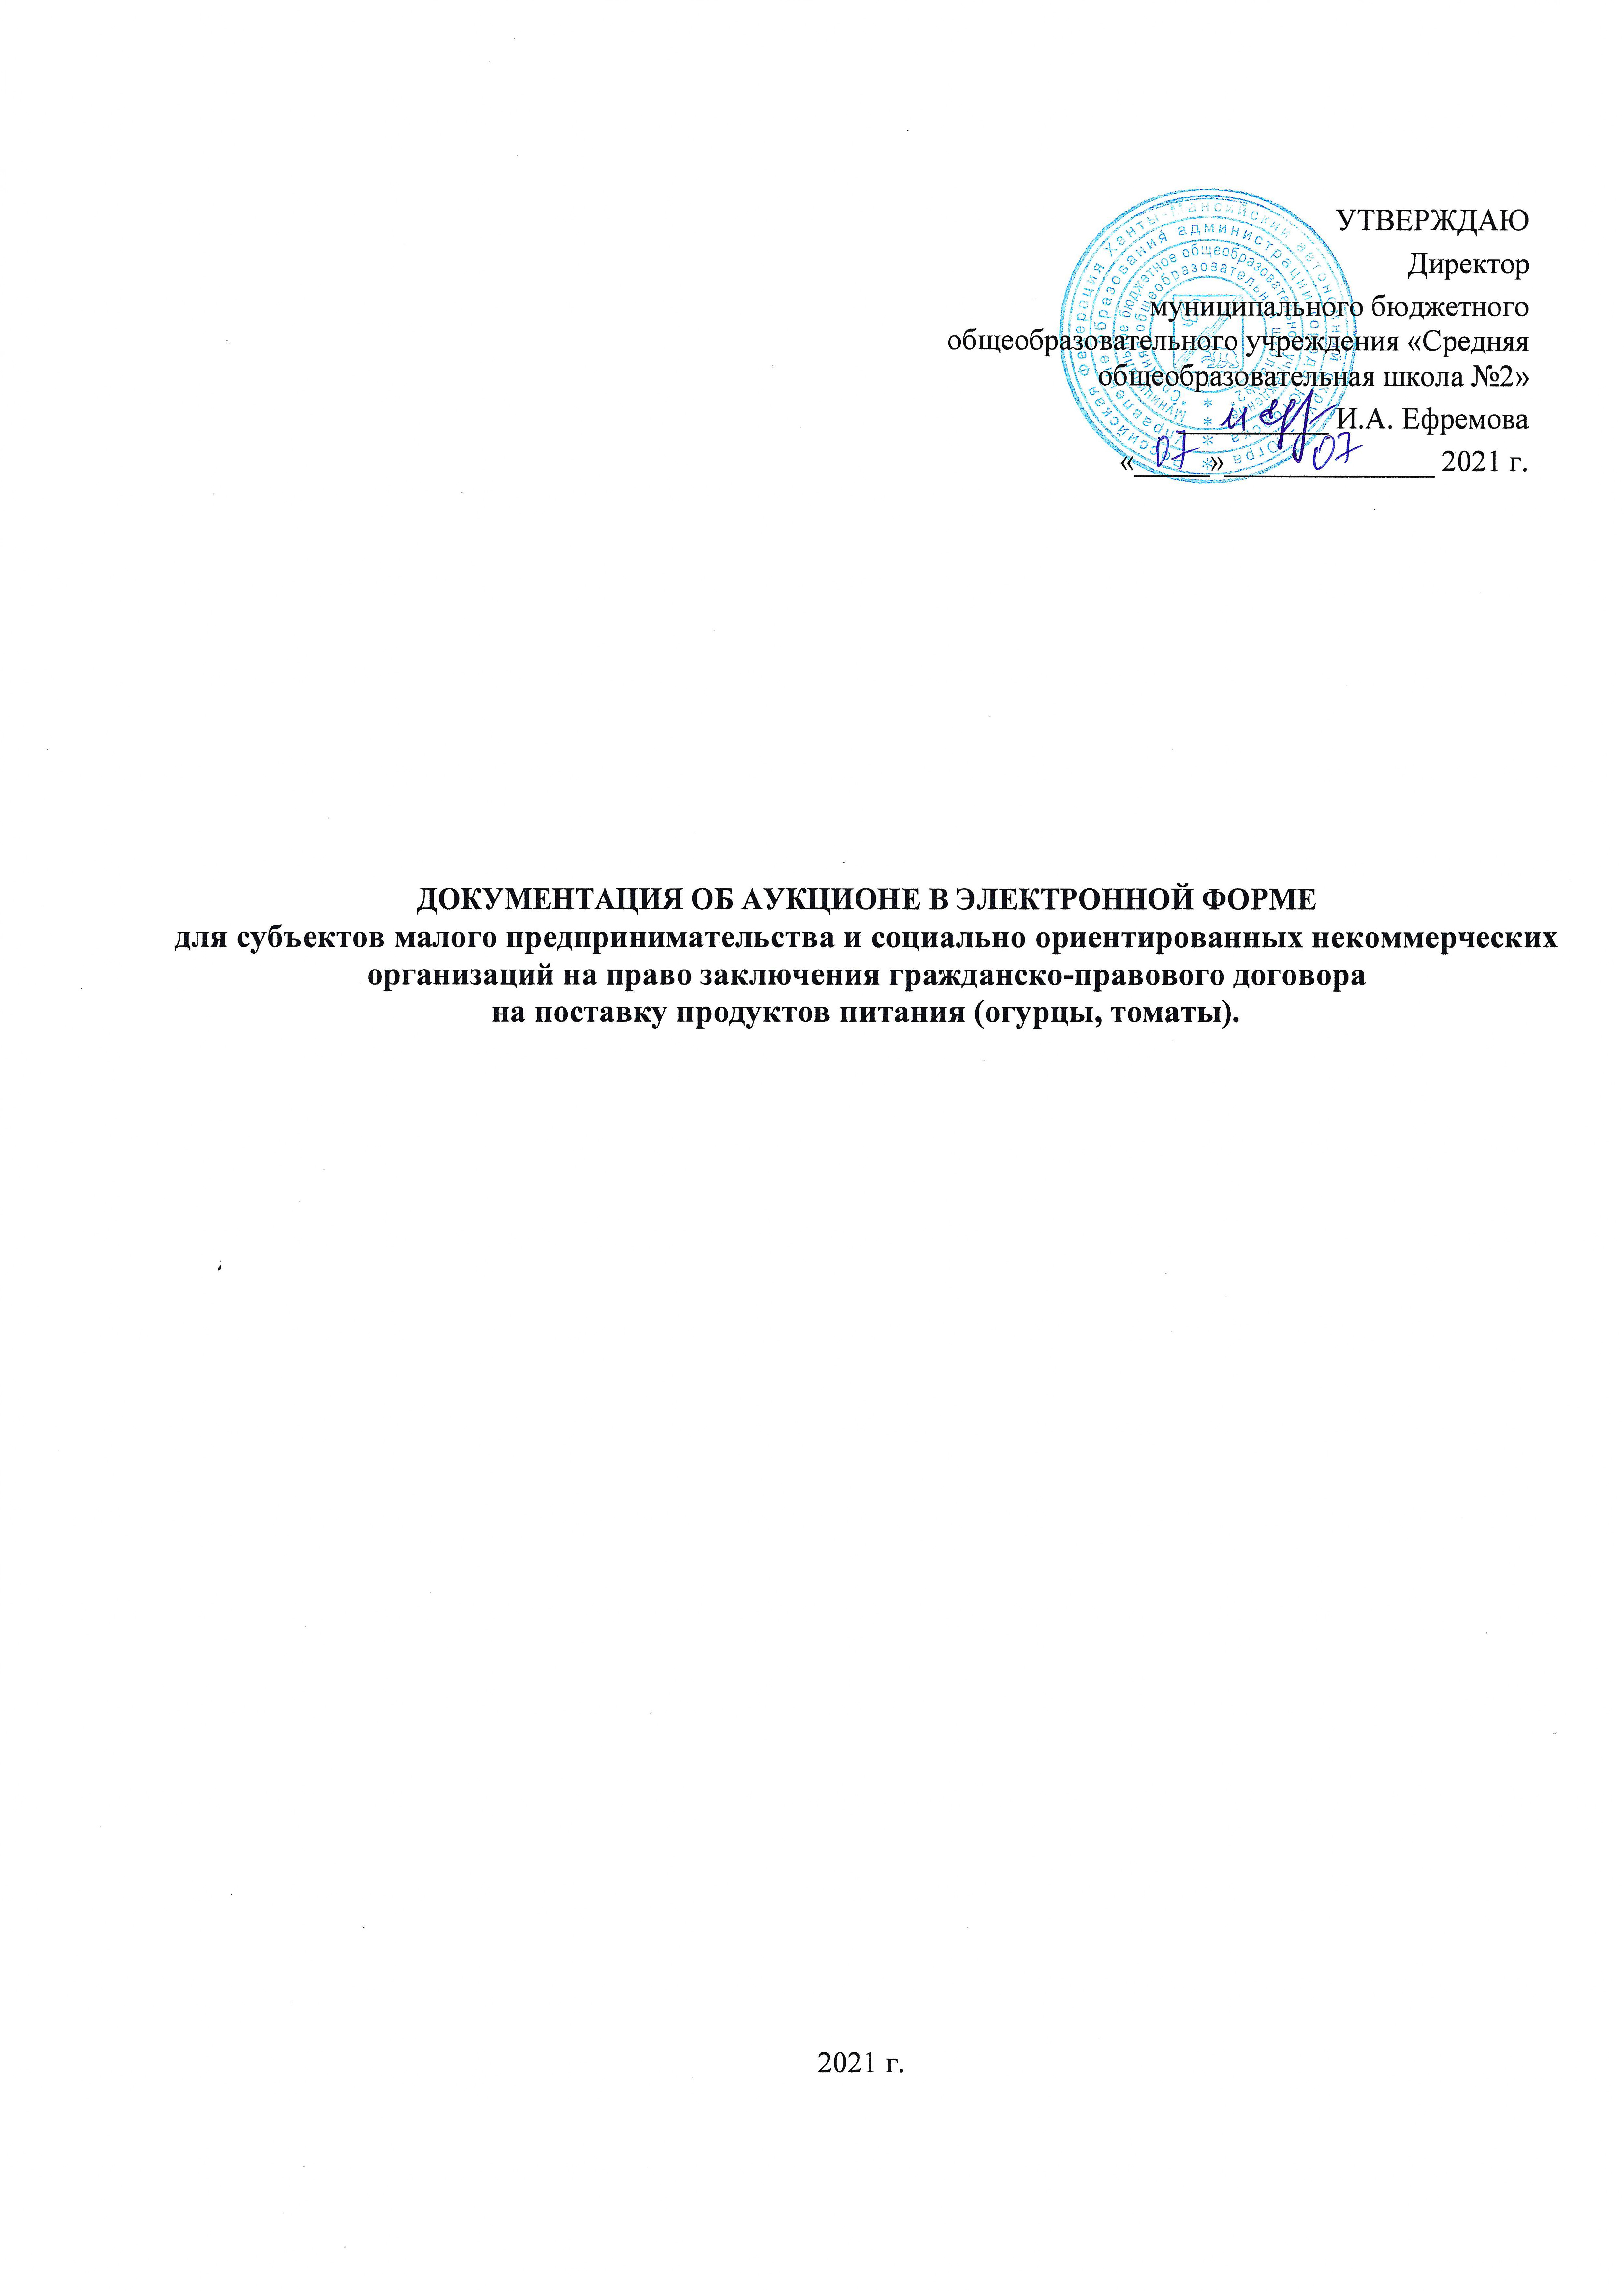 УТВЕРЖДАЮ
Директор
муниципального бюджетного
общеобразовательного учреждения «Средняя
общеобразовательная школа №2»
И.А. Ефремова
«07» 07 2021 г.
ДОКУМЕНТАЦИЯ ОБ АУКЦИОНЕ В ЭЛЕКТРОННОЙ ФОРМЕ
для субъектов малого предпринимательства и социально ориентированных некоммерческих
организаций на право заключения гражданско-правового договора
на поставку продуктов питания (огурцы, томаты).
2021 г.